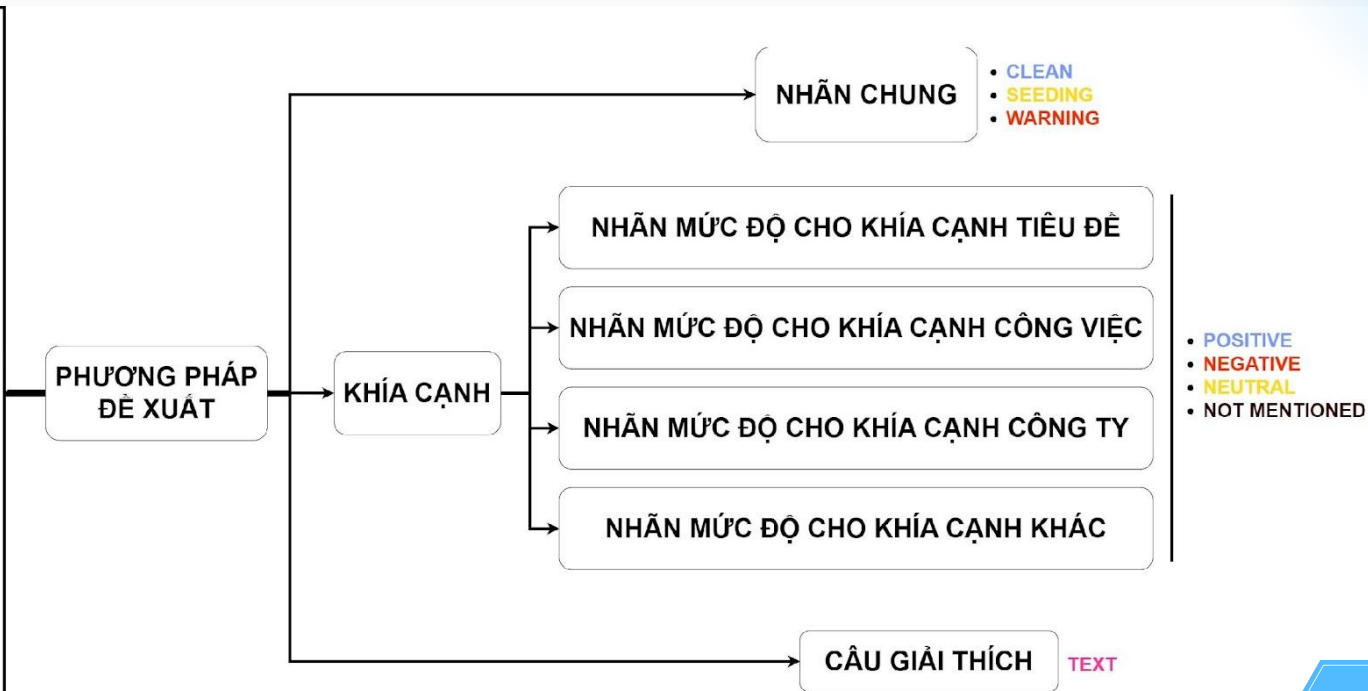 NHÃN CHUNG
• CLEAN
• SEEDING
• WARNING
NHÃN MỨC ĐỘ CHO KHÍA CẠNH TIÊU ĐỀ
NHÃN MỨC ĐỘ CHO KHÍA CẠNH CÔNG VIỆC
PHƯƠNG PHÁP
ĐỀ XUẤT
KHÍA CẠNH
NHÃN MỨC ĐỘ CHO KHÍA CẠNH CÔNG TY
NHÃN MỨC ĐỘ CHO KHÍA CẠNH KHÁC
• POSITIVE
• NEGATIVE
• NEUTRAL
• NOT MENTIONED
CÂU GIẢI THÍCH
TEXT